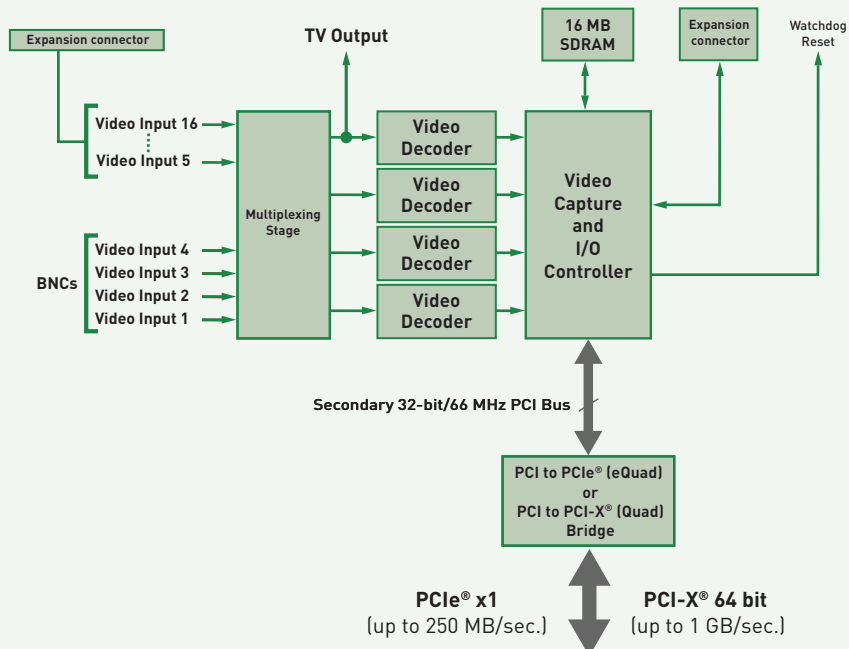 Expansion connector
TV Output
16 MB
SDRAM
Expansion
connector
Watchdog
Reset
Video Input 16
Video Input 5
BNCs
Video Input 4
Video Input 3
Video Input 2
Video Input 1
Multiplexing
Stage
Video
Decoder
Video
Decoder
Video
Decoder
Video
Decoder
Video
Capture
and
I/O
Controller
Secondary 32-bit/66 MHz PCI Bus
PCI to PCIe® (eQuad)
or
PCI to PCI-X® (Quad)
Bridge
PCIe® x1
(up to 250 MB/sec.)
PCI-X® 64 bit
(up to 1 GB/sec.)